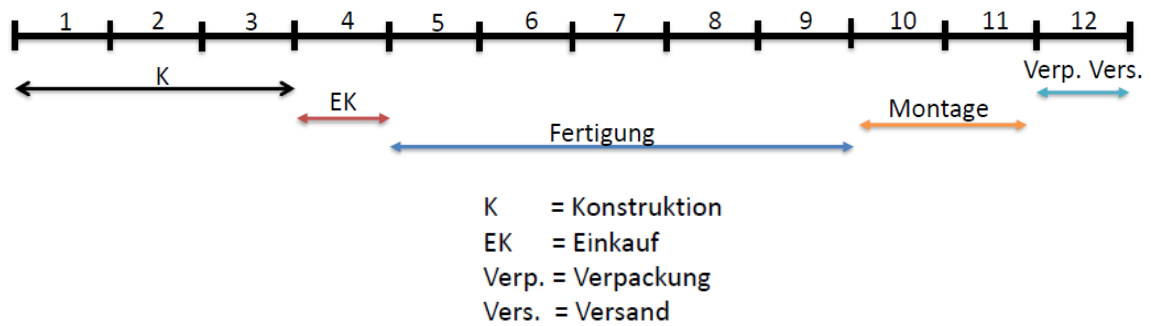 1 2 3 4 5 6 7 8 9 10 11 12
K
Verp. Vers.
EK
Montage
Fertigung
K = Konstruktion
EK = Einkauf
Verp. = Verpackung
Vers. = Versand